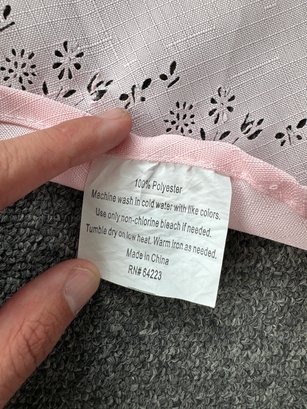 100% Polyester
Machine wash in cold water with like colors.
Use only non-chlorine bleach if needed.
Tumble dry on low heat. Warm iron as needed.
Made in China
RN# 64223